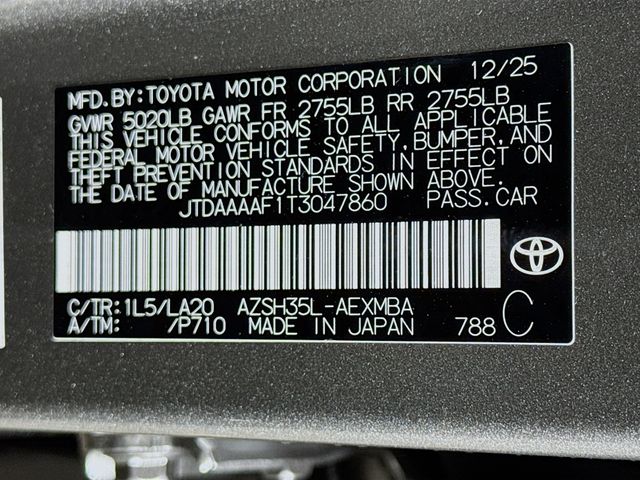 MFD.BY:TOYOTA MOTOR CORPORATION 12/25
GVWR 5020LB GAWR FR 2755LB RR 2755LB
THIS VEHICLE CONFORMS TO ALL APPLICABLE
FEDERAL MOTOR VEHICLE SAFETY,BUMPER,AND
THEFT PREVENTION STANDARDS IN EFFECT ON
THE DATE OF MANUFACTURE SHOWN ABOVE.
JTDAAAAF1T3047860 PASS.CAR
C/TR:1L5/LA20 AZSH35L-AEXMBA
A/TM: /P710 MADE IN JAPAN 788 C